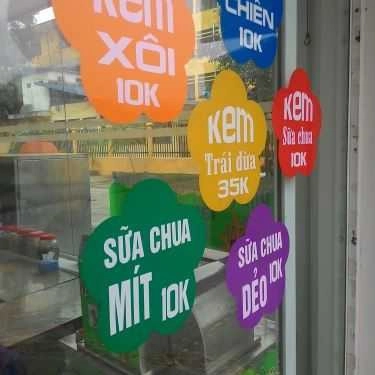 Kem
XÔI
10K
CHIÊN
10K
Kem
Trái dừa
35K
Kem
Sữa chua
10K
SỮA CHUA
MÍT 10K
SỮA CHUA
DẺO 10K